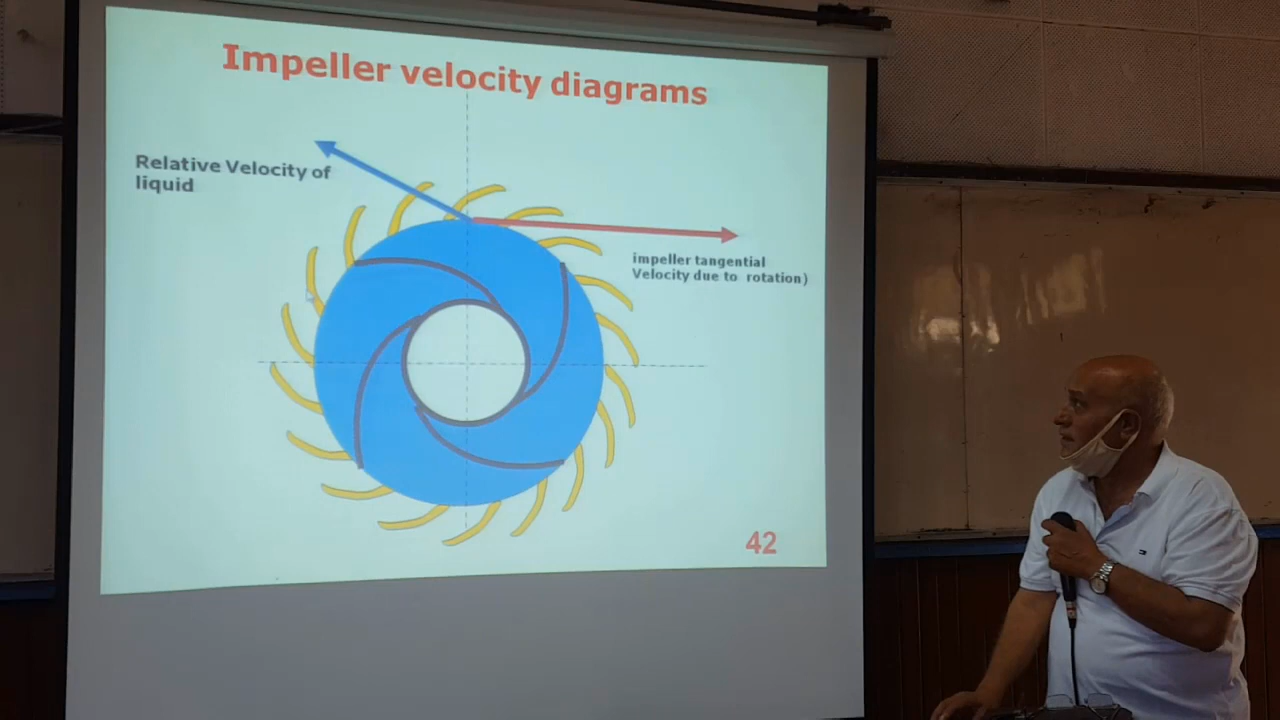 Impeller velocity diagrams
Relative Velocity of
liquid
impeller tangential
Velocity due to rotation)
42